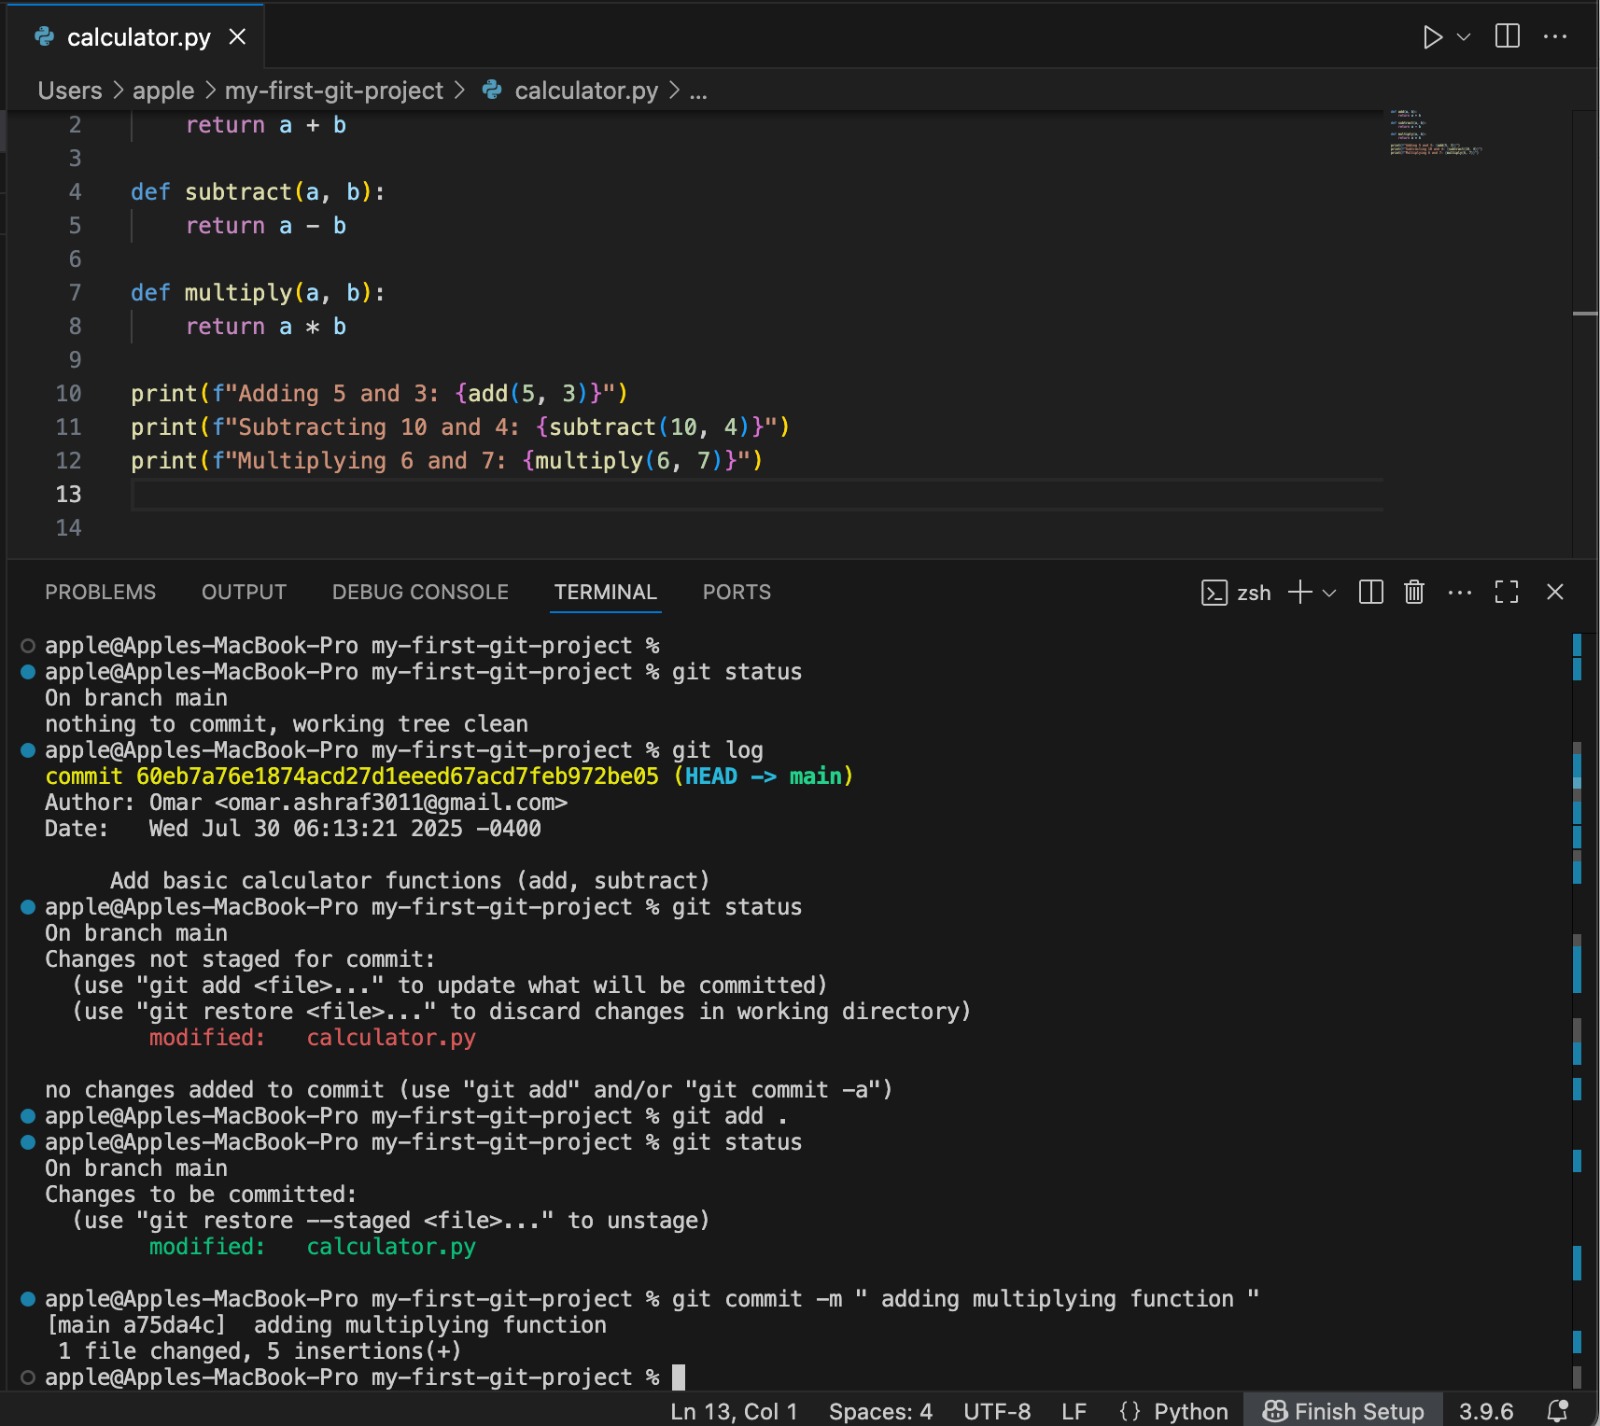 calculator.py
Users > apple > my-first-git-project > calculator.py > ...
2 return a + b
3
4 def subtract(a, b):
5 return a - b
6
7 def multiply(a, b):
8 return a * b
9
10 print(f"Adding 5 and 3: {add(5, 3)}")
11 print(f"Subtracting 10 and 4: {subtract(10, 4)}")
12 print(f"Multiplying 6 and 7: {multiply(6, 7)}")
13
14
PROBLEMS OUTPUT DEBUG CONSOLE TERMINAL PORTS zsh
apple@Apples-MacBook-Pro my-first-git-project %
apple@Apples-MacBook-Pro my-first-git-project % git status
On branch main
nothing to commit, working tree clean
apple@Apples-MacBook-Pro my-first-git-project % git log
commit 60eb7a76e1874acd27d1eeed67acd7feb972be05 (HEAD -> main)
Author: Omar <omar.ashraf3011@gmail.com>
Date:   Wed Jul 30 06:13:21 2025 -0400
Add basic calculator functions (add, subtract)
apple@Apples-MacBook-Pro my-first-git-project % git status
On branch main
Changes not staged for commit:
(use "git add <file>..." to update what will be committed)
(use "git restore <file>..." to discard changes in working directory)
modified:   calculator.py
no changes added to commit (use "git add" and/or "git commit -a")
apple@Apples-MacBook-Pro my-first-git-project % git add .
apple@Apples-MacBook-Pro my-first-git-project % git status
On branch main
Changes to be committed:
(use "git restore --staged <file>..." to unstage)
modified:   calculator.py
apple@Apples-MacBook-Pro my-first-git-project % git commit -m " adding multiplying function "
[main a75da4c]  adding multiplying function
1 file changed, 5 insertions(+)
apple@Apples-MacBook-Pro my-first-git-project %
Ln 13, Col 1 Spaces: 4 UTF-8 LF {} Python Finish Setup 3.9.6